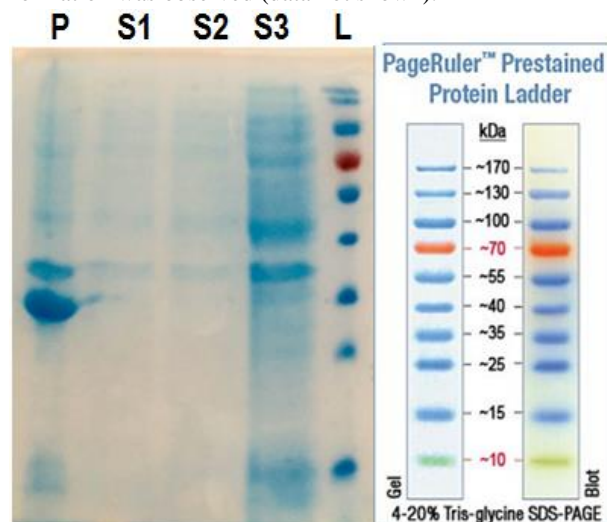 P S1 S2 S3 L
PageRuler™ Prestained
Protein Ladder
kDa
~170
~130
~100
~70
~55
~40
~35
~25
~15
~10
Gel
Blot
4-20% Tris-glycine SDS-PAGE